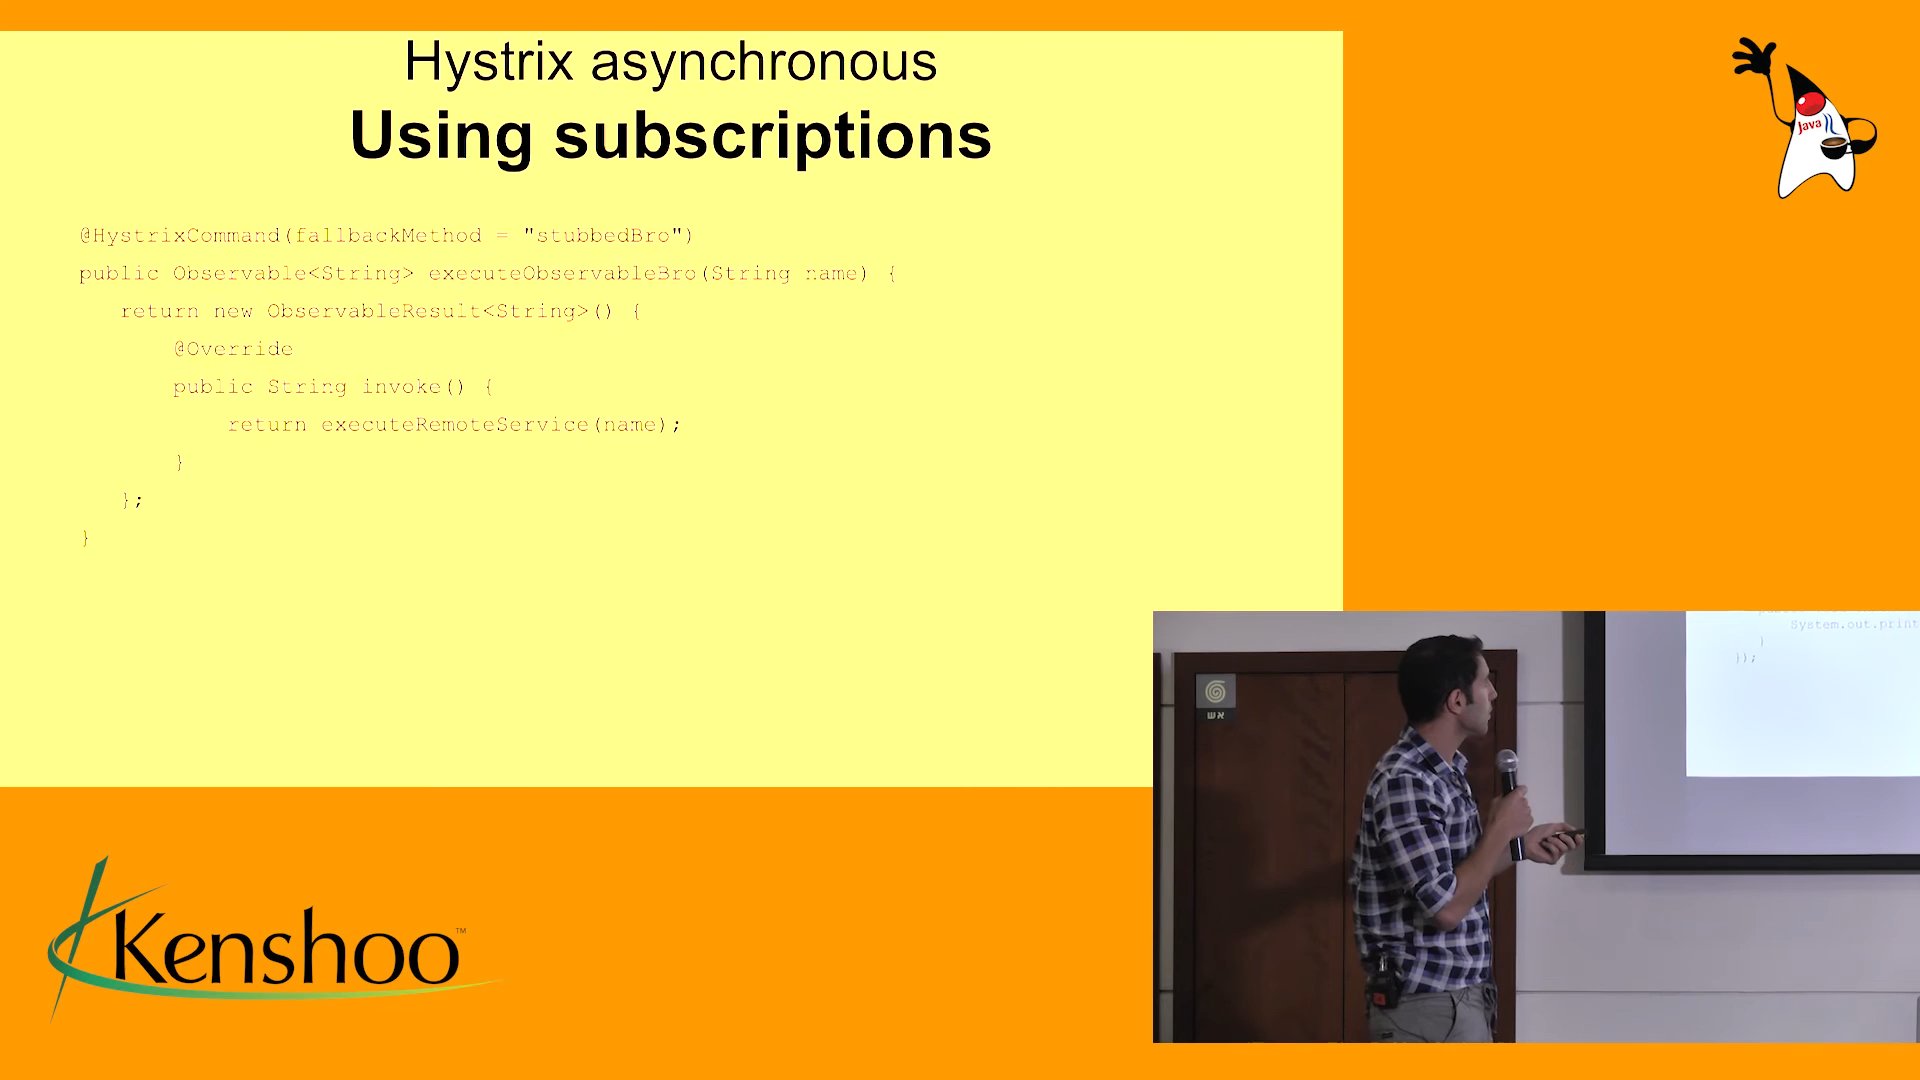 Hystrix asynchronous
Using subscriptions
@HystrixCommand(fallbackMethod = "stubbedBro")
public Observable<String> executeObservableBro(String name) {
return new ObservableResult<String>() {
@Override
public String invoke() {
return executeRemoteService(name);
}
};
}
Java
System.out.print
}
});
אש
Kenshoo™